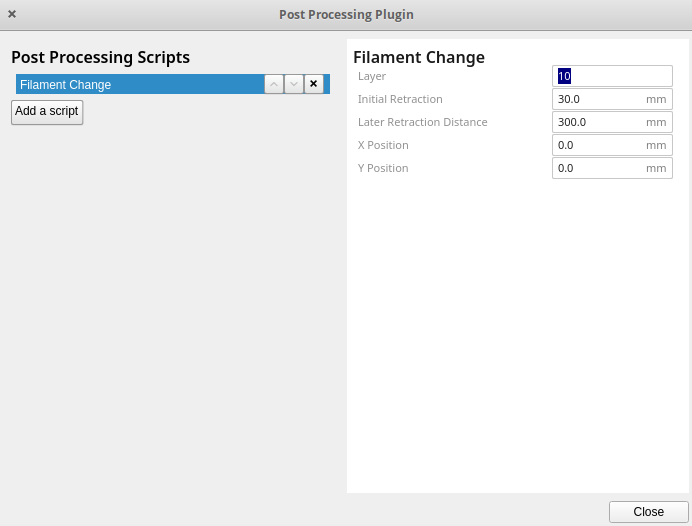 Post Processing Plugin
Post Processing Scripts
Filament Change
Add a script
Filament Change
Layer 10
Initial Retraction 30.0 mm
Later Retraction Distance 300.0 mm
X Position 0.0 mm
Y Position 0.0 mm
Close